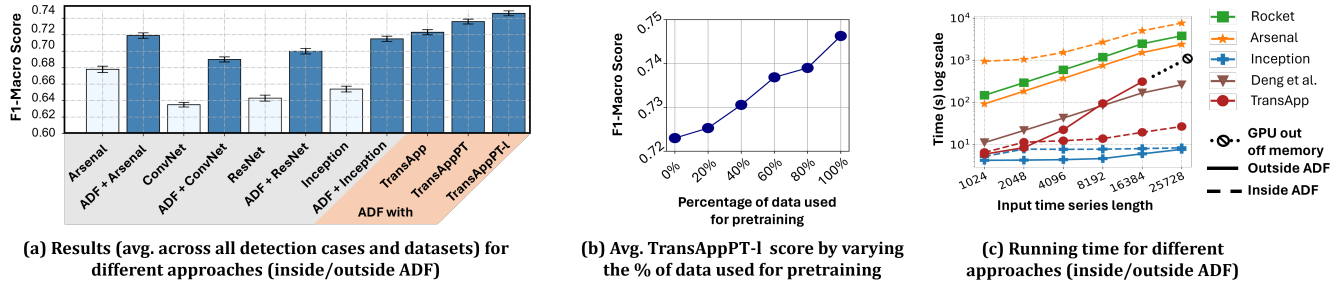 F1-Macro Score
0.74
0.72
0.70
0.68
0.66
0.64
0.62
0.60
Arsenal
ADF + Arsenal
ConvNet
ADF + ConvNet
ResNet
ADF + ResNet
Inception
ADF + Inception
TransApp
TransAppPT
TransAppPT-l
ADF with
(a) Results (avg. across all detection cases and datasets) for
different approaches (inside/outside ADF)
F1-Macro Score
0.75
0.74
0.73
0.72
0%
20%
40%
60%
80%
100%
Percentage of data used
for pretraining
(b) Avg. TransAppPT-l score by varying
the % of data used for pretraining
Time (s) log scale
10⁴
10³
10²
10¹
1024
2048
4096
8192
16384
25728
Input time series length
Rocket
Arsenal
Inception
Deng et al.
TransApp
GPU out
off memory
Outside ADF
Inside ADF
(c) Running time for different
approaches (inside/outside ADF)